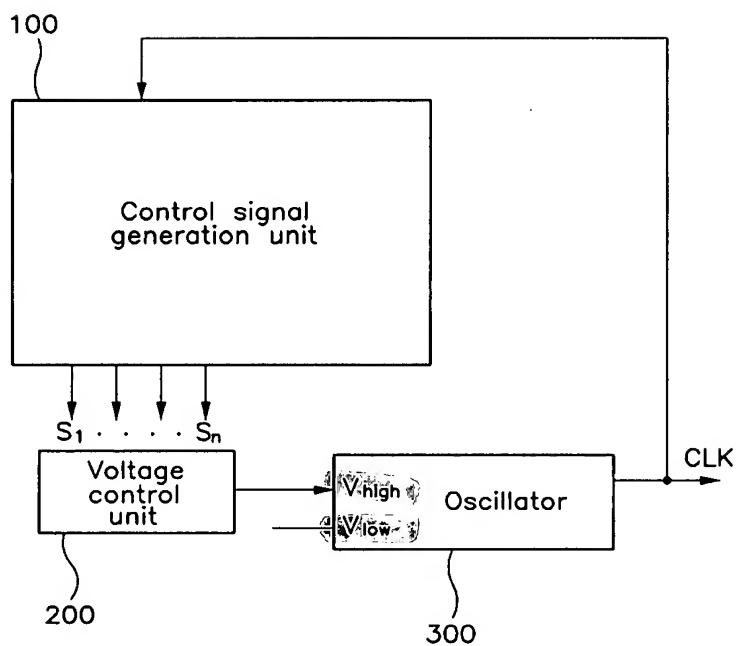 100
Control signal
generation unit
S1 . . . . Sn
Voltage
control
unit
Vhigh
Vlow
Oscillator
CLK
200
300